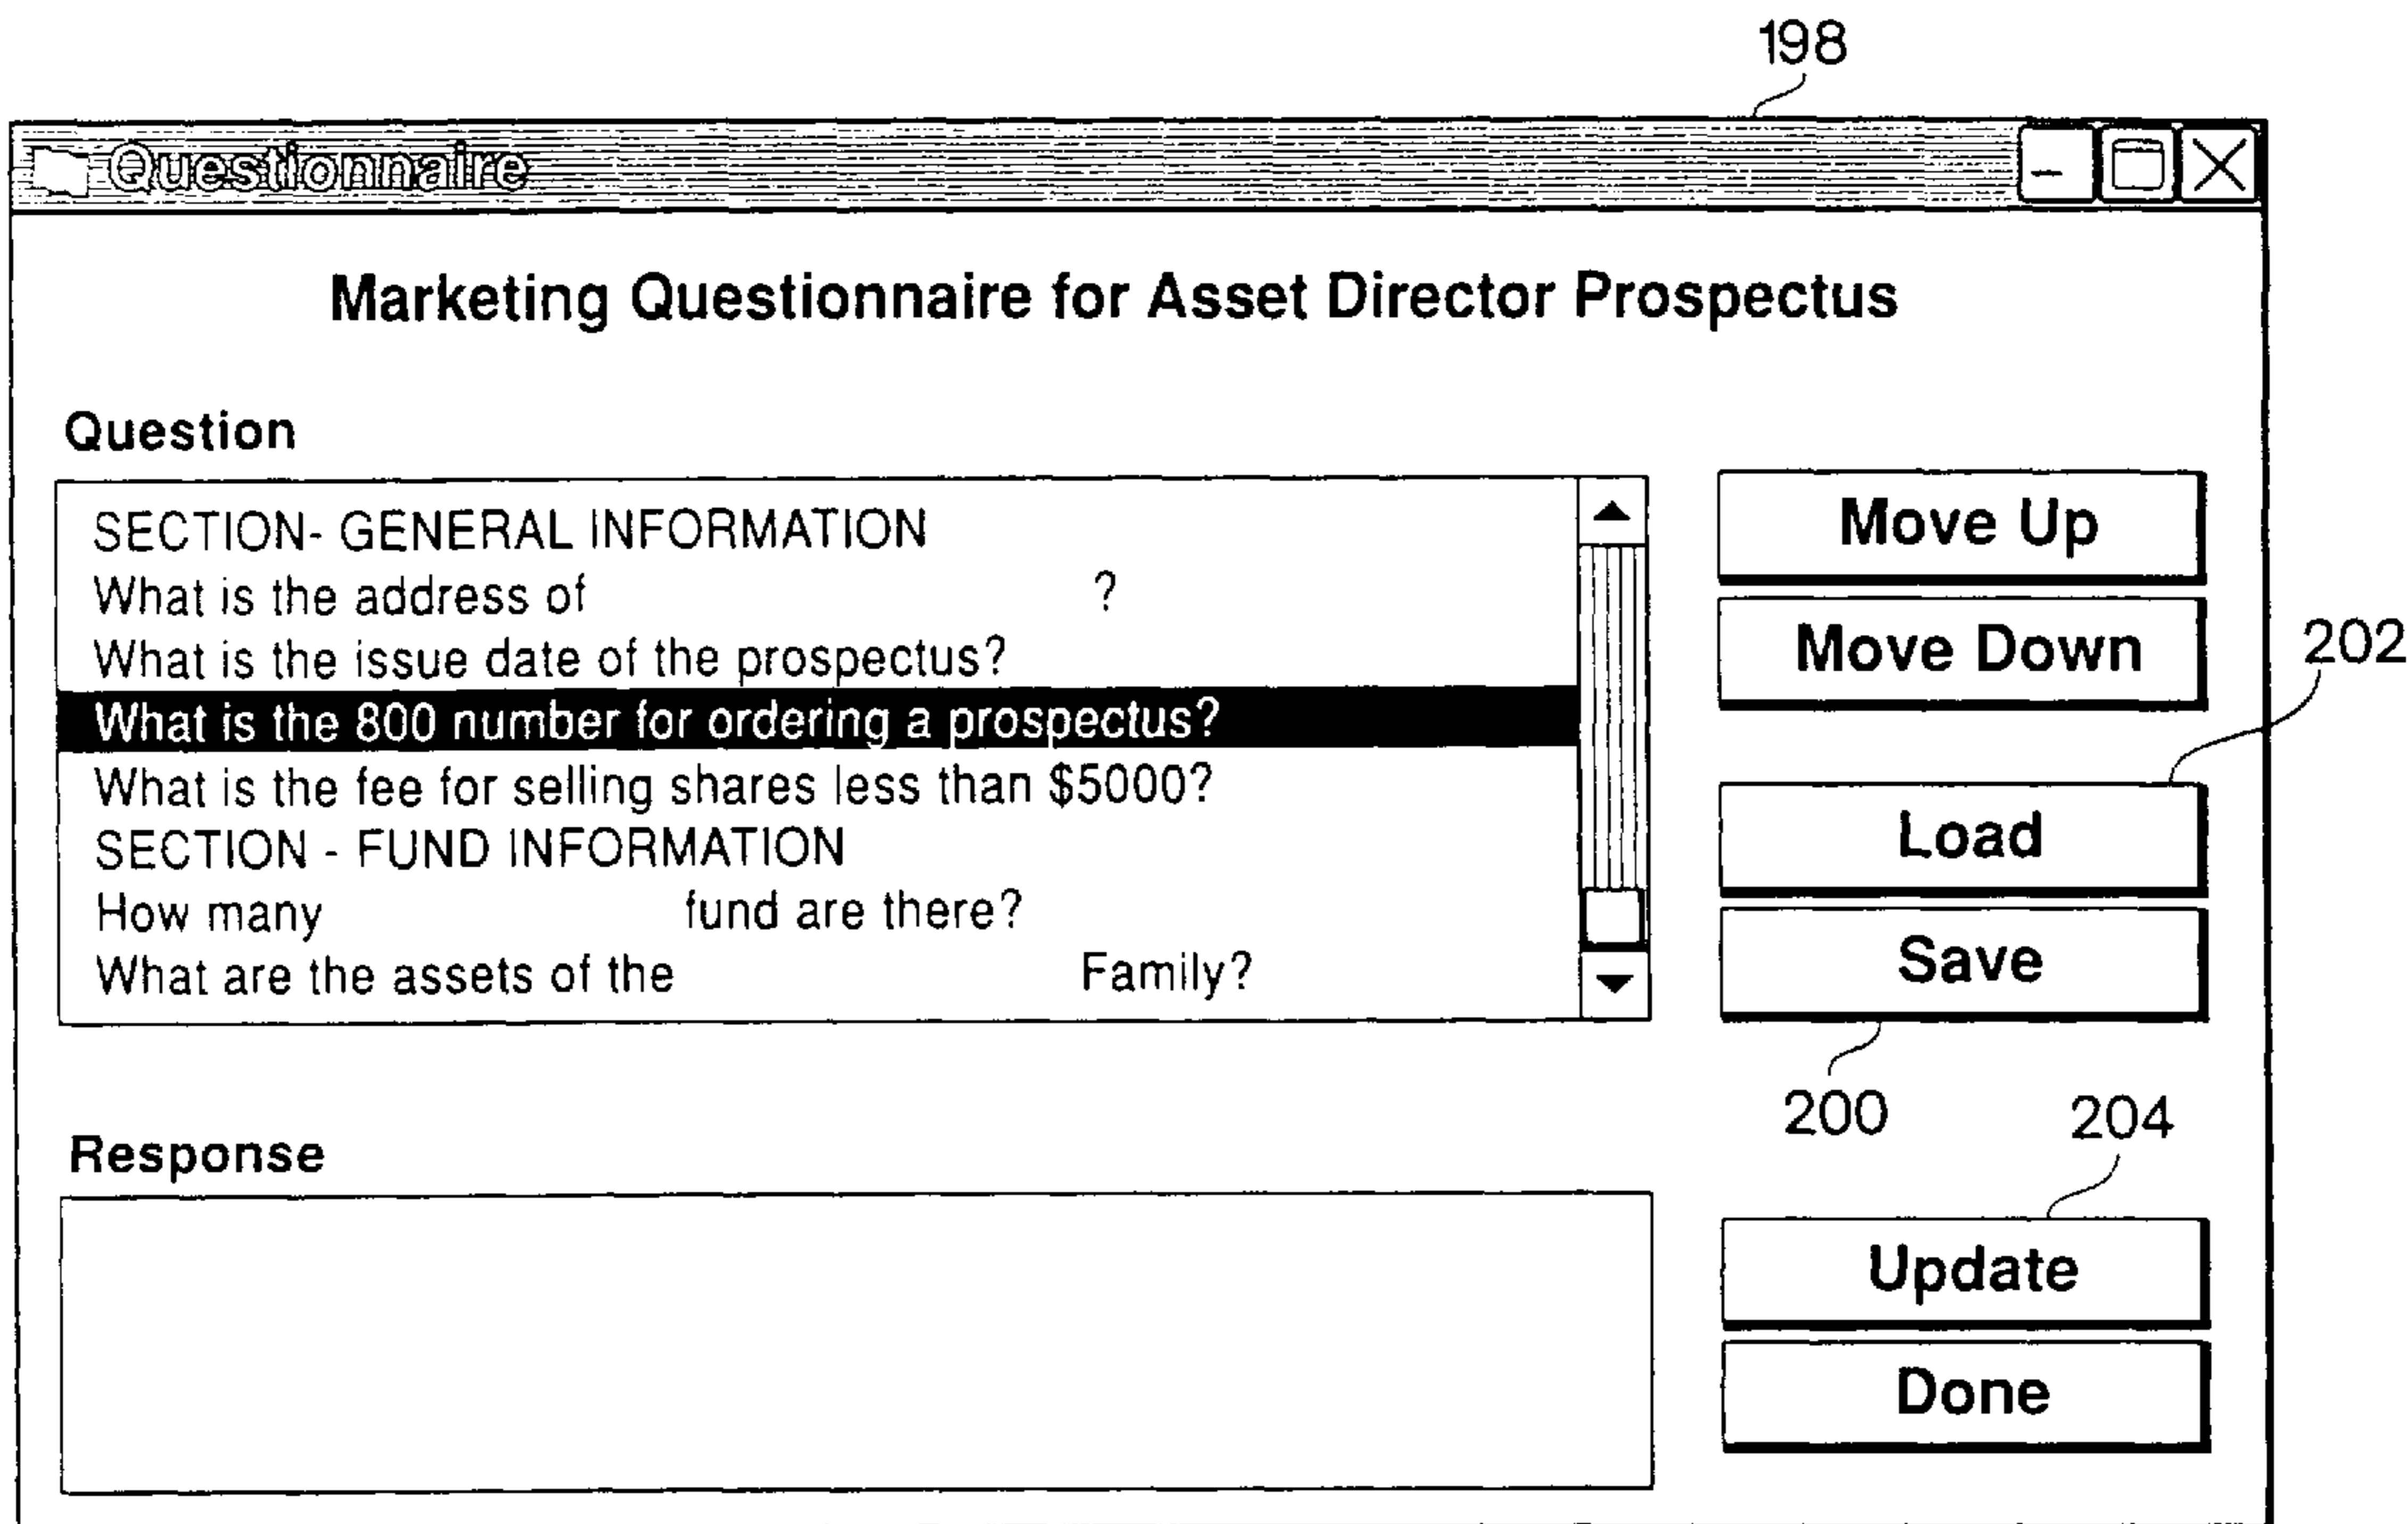 198
Questionnaire
Marketing Questionnaire for Asset Director Prospectus
Question
SECTION- GENERAL INFORMATION
What is the address of ?
What is the issue date of the prospectus?
What is the 800 number for ordering a prospectus?
What is the fee for selling shares less than $5000?
SECTION - FUND INFORMATION
How many fund are there?
What are the assets of the Family?
Move Up
Move Down
202
Load
Save
200
204
Response
Update
Done